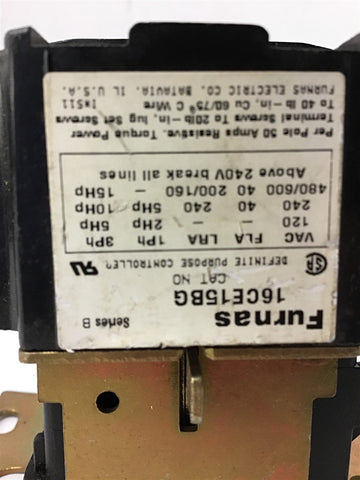 Furnas
Series B
16CE15BG
CAT NO
DEFINITE PURPOSE CONTROLLER
VAC FLA LRA 1Ph 3Ph
120 – – 2Hp 5Hp
240 40 240 5Hp 10Hp
480/600 40 200/160 – 15Hp
Above 240V break all lines
Per Pole 50 Amps Resistive. Torque Power
Terminal Screws To 20lb-in, lug Set Screws
To 40 lb-in. Cu 60/75° C Wire
FURNAS ELECTRIC CO. BATAVIA. IL U.S.A.